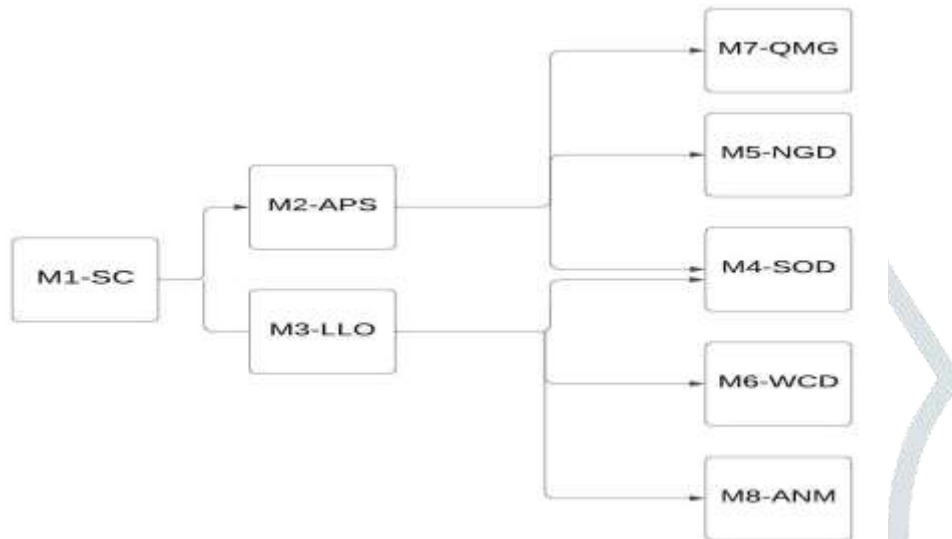 M7-QMG
M5-NGD
M2-APS
M4-SOD
M1-SC
M3-LLO
M6-WCD
M8-ANM